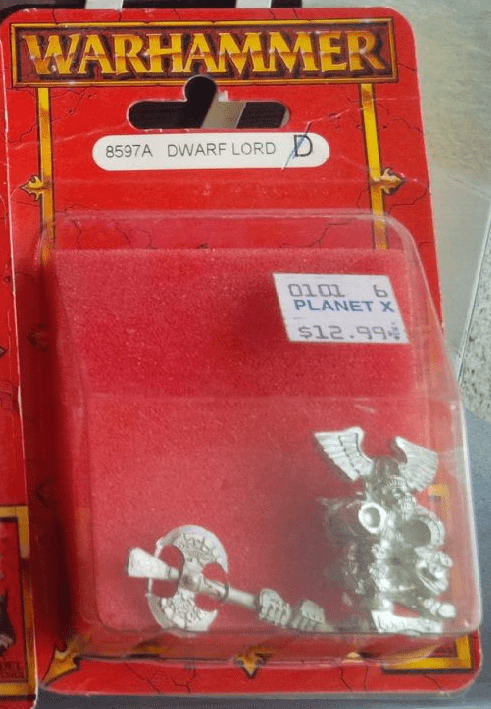 WARHAMMER
8597A DWARF LORD D
0101 6
PLANET X
$12.99